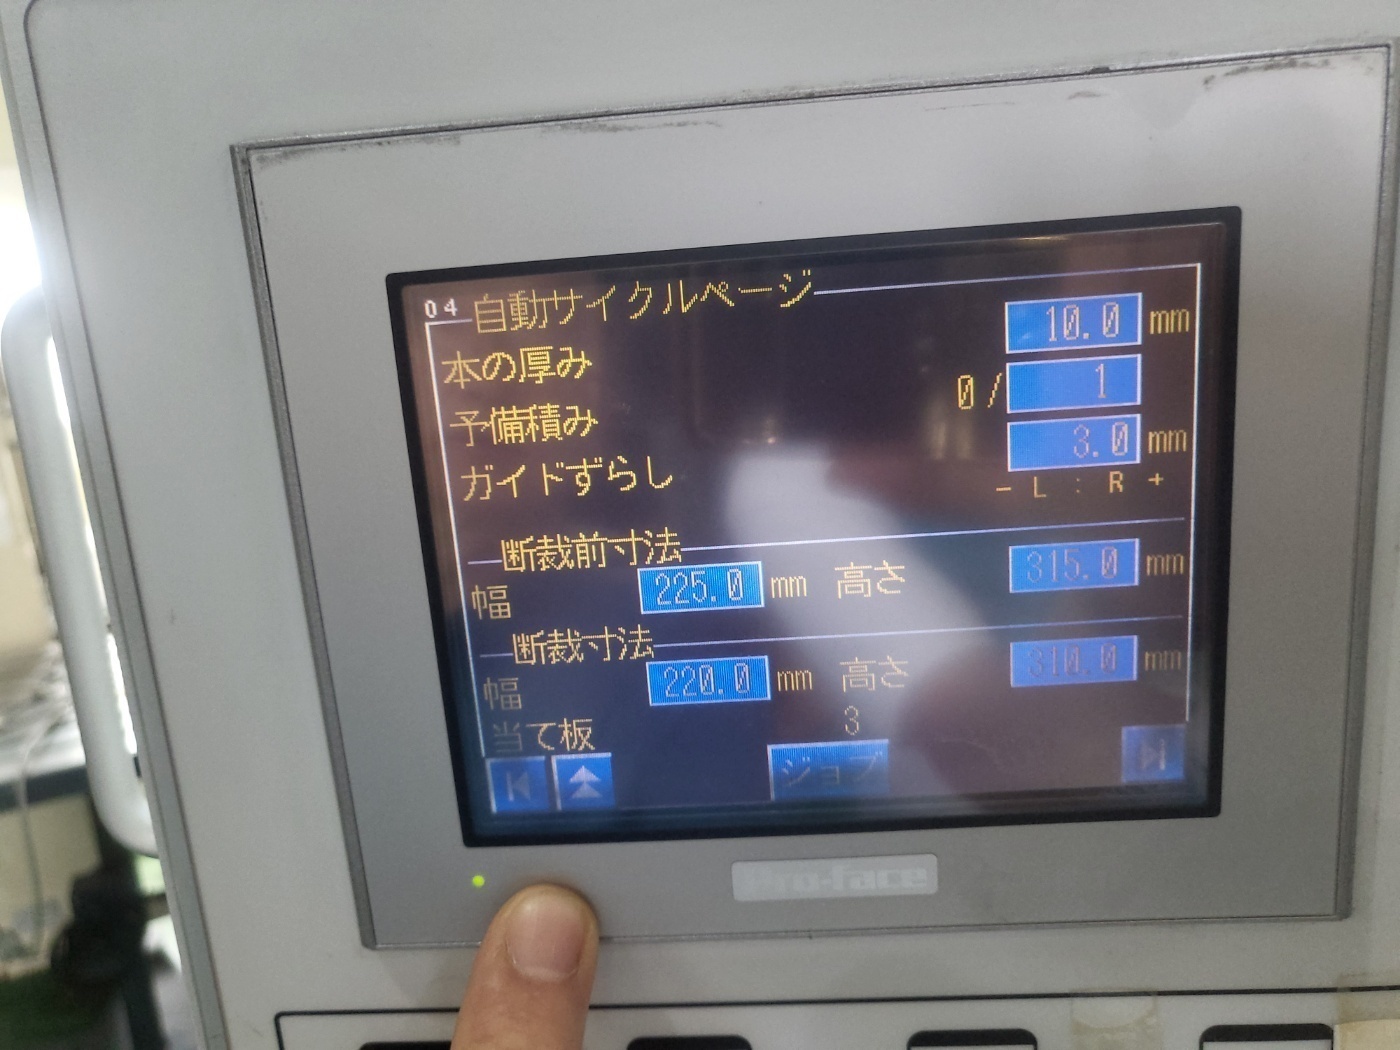 04 自動サイクルページ
本の厚み 10.0 mm
予備積み 0/ 1
ガイドずらし 3.0 mm
- L : R +
断裁前寸法
幅 225.0 mm 高さ 315.0 mm
断裁寸法
幅 220.0 mm 高さ 310.0 mm
当て板 3
ジョブ
Pro-face